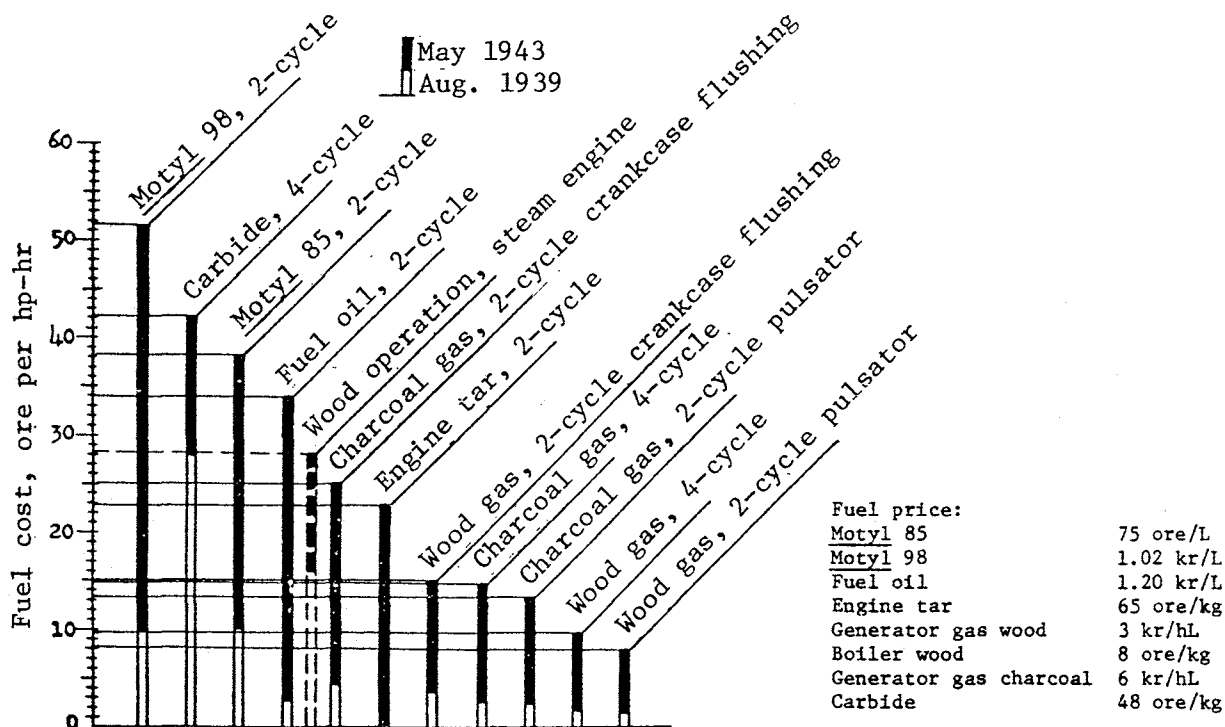 May 1943
Aug. 1939
Fuel cost, ore per hp-hr
60
50
40
30
20
10
0
Motyl 98, 2-cycle
Carbide, 4-cycle
Motyl 85, 2-cycle
Fuel oil, 2-cycle
Wood operation, steam engine
Charcoal gas, 2-cycle crankcase flushing
Engine tar, 2-cycle
Wood gas, 2-cycle crankcase flushing
Charcoal gas, 4-cycle
Charcoal gas, 2-cycle pulsator
Wood gas, 4-cycle
Wood gas, 2-cycle pulsator
Fuel price:
Motyl 85 75 ore/L
Motyl 98 1.02 kr/L
Fuel oil 1.20 kr/L
Engine tar 65 ore/kg
Generator gas wood 3 kr/hL
Boiler wood 8 ore/kg
Generator gas charcoal 6 kr/hL
Carbide 48 ore/kg